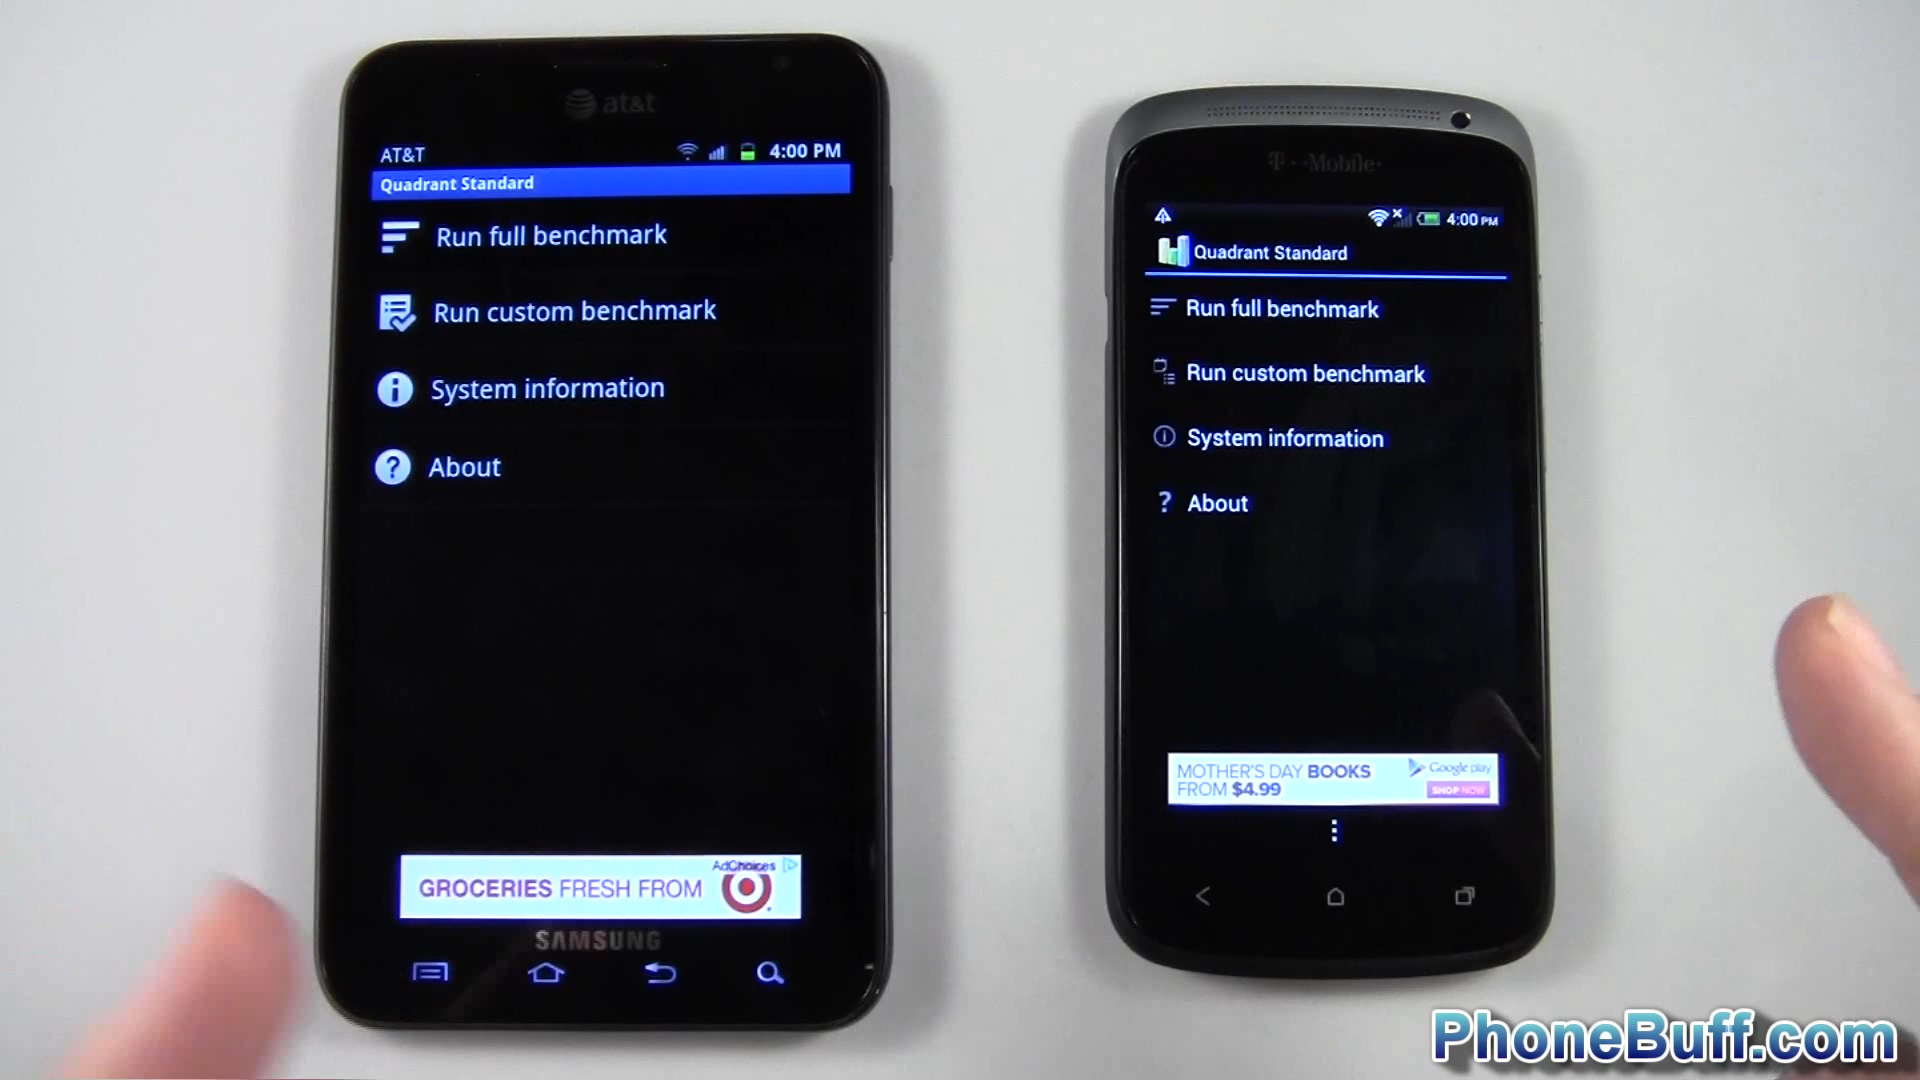 at&t
AT&T
4:00 PM
Quadrant Standard
Run full benchmark
Run custom benchmark
System information
About
AdChoices
GROCERIES FRESH FROM
SAMSUNG
T··Mobile·
4:00 PM
Quadrant Standard
Run full benchmark
Run custom benchmark
System information
About
MOTHER'S DAY BOOKS
FROM $4.99
Google play
SHOP NOW
PhoneBuff.com